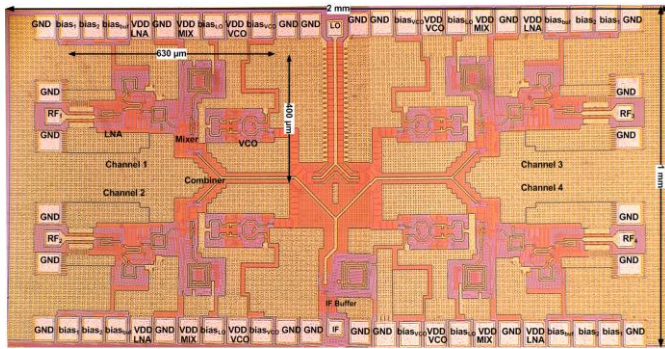 2 mm
GND bias1 bias2 biasbuf VDD LNA GND VDD MIX biasLO VDD VCO biasVCO GND GND LO GND GND biasVCO VDD VCO biasLO VDD MIX GND VDD LNA biasbuf bias2 bias1 GND
630 µm
400 µm
GND
RF1
GND
LNA
Mixer
VCO
Channel 1
Combiner
Channel 2
GND
RF3
GND
Channel 3
Channel 4
1 mm
GND
RF2
GND
GND
RF4
GND
IF Buffer
GND bias1 bias2 biasbuf VDD LNA GND VDD MIX biasLO VDD VCO biasVCO GND GND IF GND GND biasVCO VDD VCO biasLO VDD MIX GND VDD LNA biasbuf bias2 bias1 GND